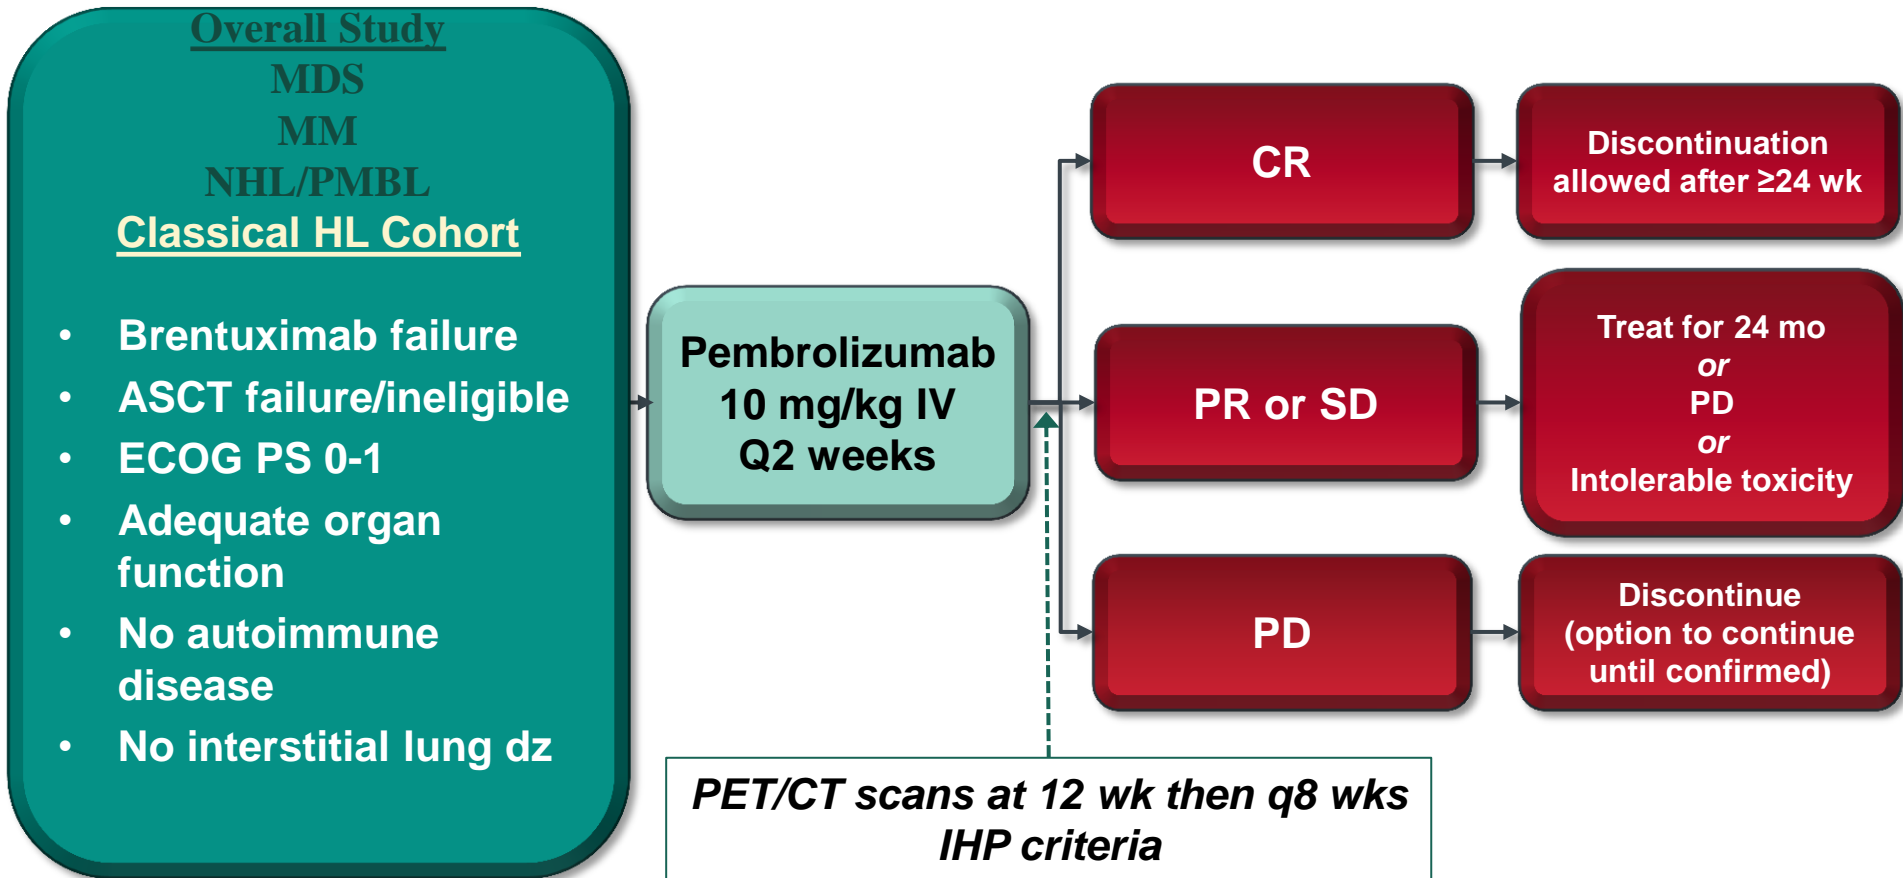 Overall Study
MDS
MM
NHL/PMBL
Classical HL Cohort
• Brentuximab failure
• ASCT failure/ineligible
• ECOG PS 0-1
• Adequate organ
function
• No autoimmune
disease
• No interstitial lung dz
Pembrolizumab
10 mg/kg IV
Q2 weeks
PET/CT scans at 12 wk then q8 wks
IHP criteria
CR
Discontinuation
allowed after ≥24 wk
PR or SD
Treat for 24 mo
or
PD
or
Intolerable toxicity
PD
Discontinue
(option to continue
until confirmed)